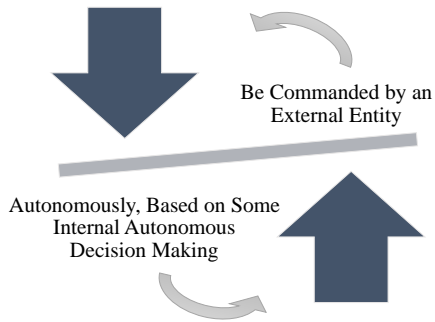 Be Commanded by an
External Entity
Autonomously, Based on Some
Internal Autonomous
Decision Making